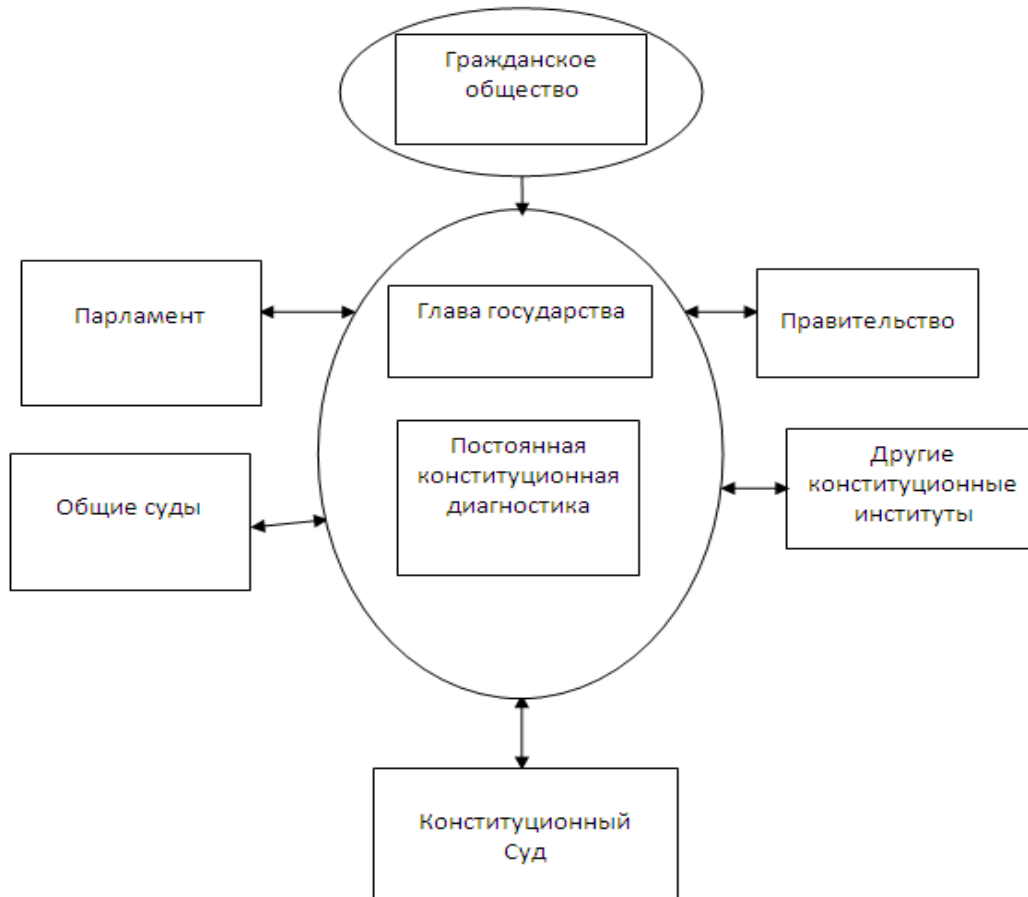 Гражданское
общество
Парламент
Глава государства
Правительство
Общие суды
Постоянная
конституционная
диагностика
Другие
конституционные
институты
Конституционный
Суд